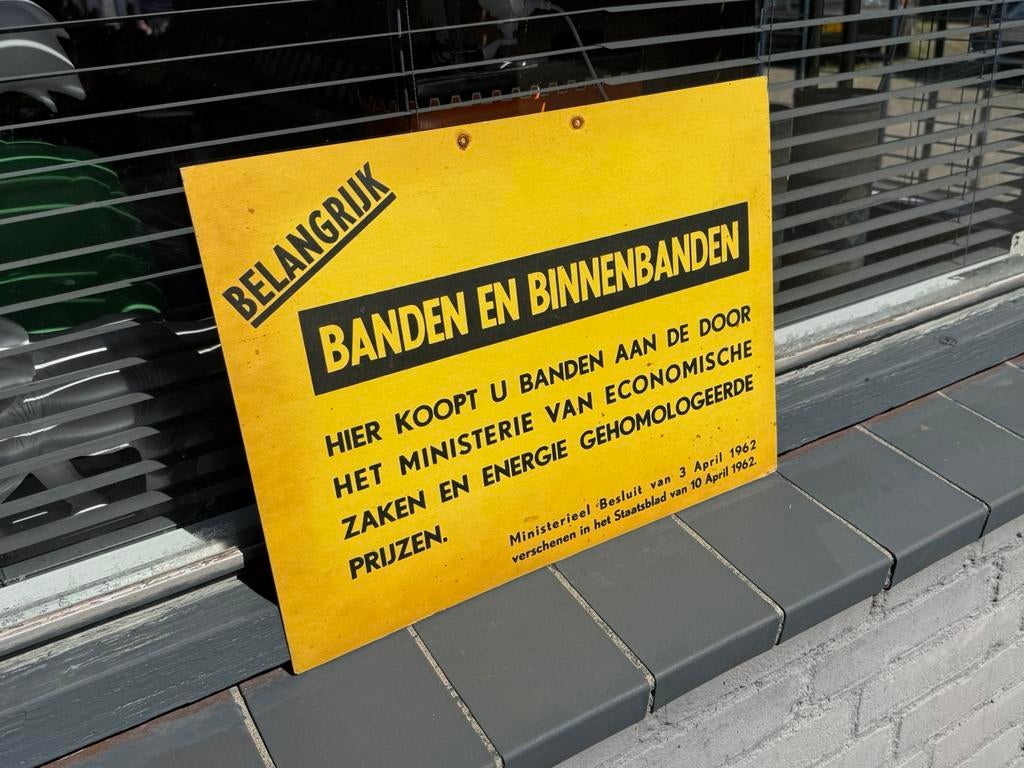 BELANGRIJK
BANDEN EN BINNENBANDEN
HIER KOOPT U BANDEN AAN DE DOOR
HET MINISTERIE VAN ECONOMISCHE
ZAKEN EN ENERGIE GEHOMOLOGEERDE
PRIJZEN.
Ministerieel Besluit van 3 April 1962
verschenen in het Staatsblad van 10 April 1962.